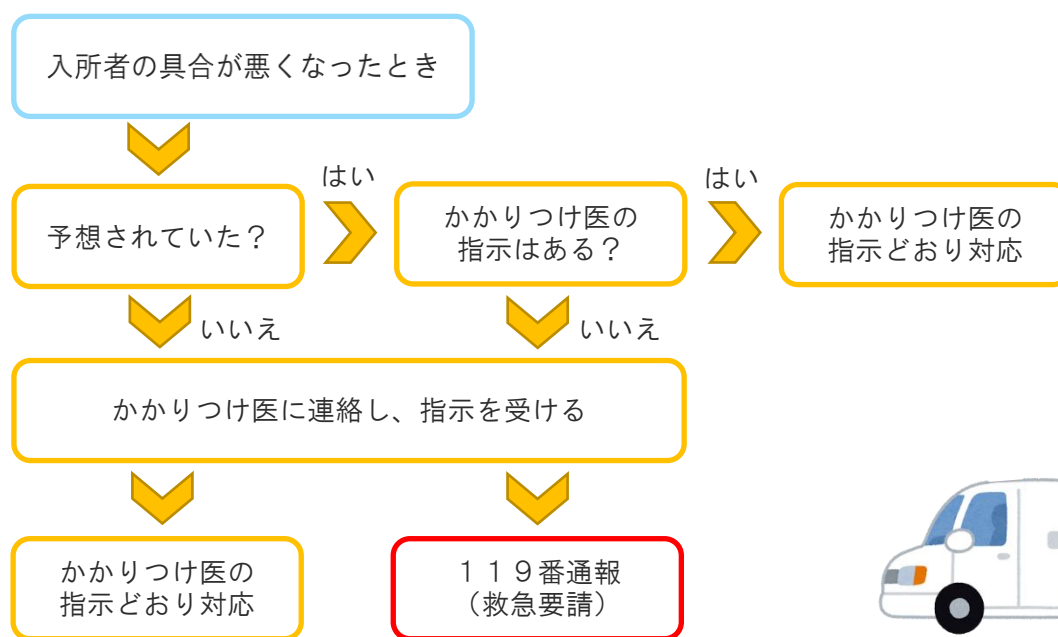 入所者の具合が悪くなったとき
はい
はい
予想されていた？
かかりつけ医の
指示はある？
かかりつけ医の
指示どおり対応
いいえ
いいえ
かかりつけ医に連絡し、指示を受ける
かかりつけ医の
指示どおり対応
１１９番通報
（救急要請）